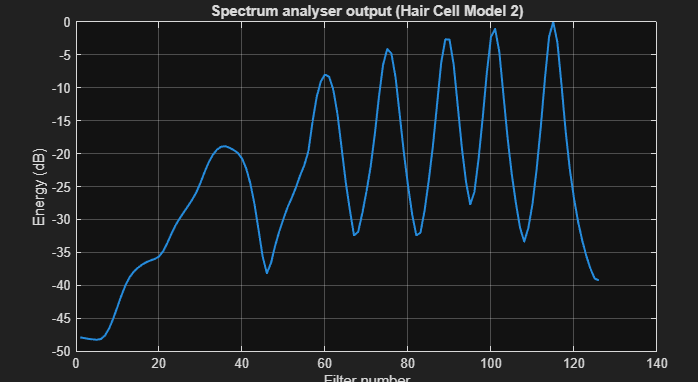 Spectrum analyser output (Hair Cell Model 2)
Energy (dB)
0
-5
-10
-15
-20
-25
-30
-35
-40
-45
-50
0 20 40 60 80 100 120 140
Filter number